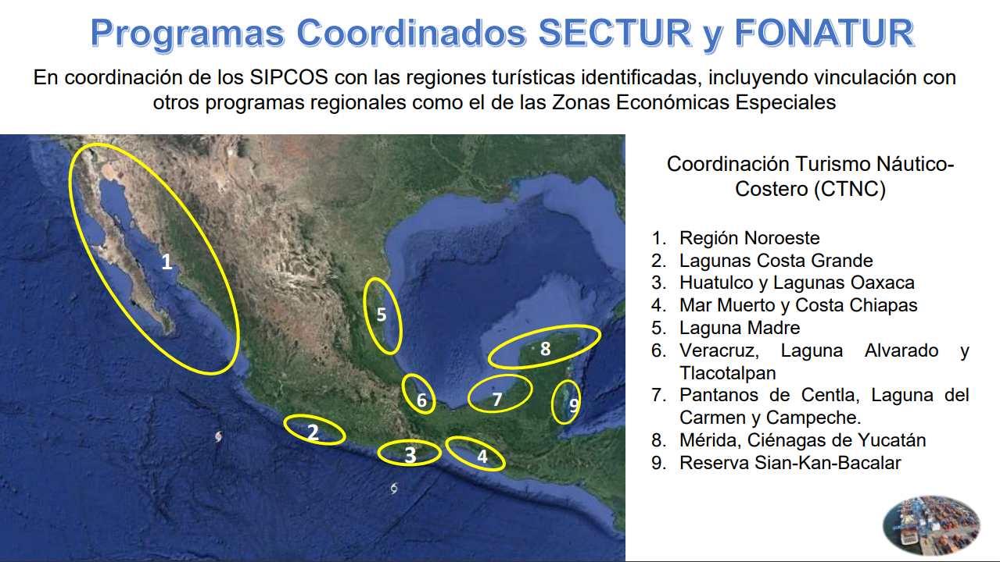 Programas Coordinados SECTUR y FONATUR
En coordinación de los SIPCOS con las regiones turísticas identificadas, incluyendo vinculación con
otros programas regionales como el de las Zonas Económicas Especiales
Coordinación Turismo Náutico-
Costero (CTNC)
1. Región Noroeste
2. Lagunas Costa Grande
3. Huatulco y Lagunas Oaxaca
4. Mar Muerto y Costa Chiapas
5. Laguna Madre
6. Veracruz, Laguna Alvarado y
Tlacotalpan
7. Pantanos de Centla, Laguna del
Carmen y Campeche.
8. Mérida, Ciénagas de Yucatán
9. Reserva Sian-Kan-Bacalar
1
5
8
6
7
9
2
3
4